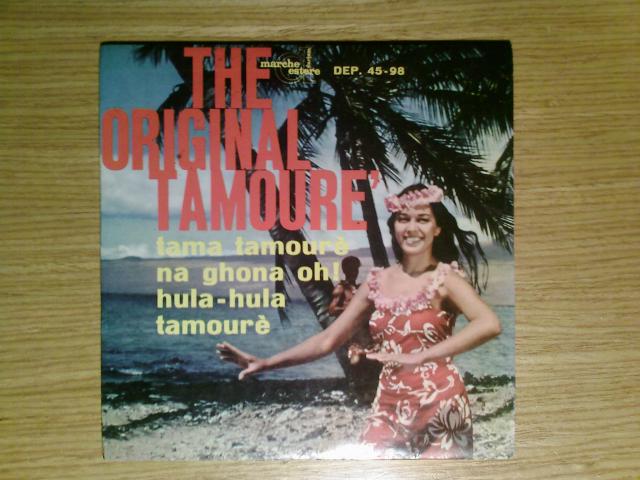 THE
marche
estere
DEP. 45-98
ORIGINAL
TAMOURE'
tama tamourè
na ghona oh!
hula-hula
tamourè